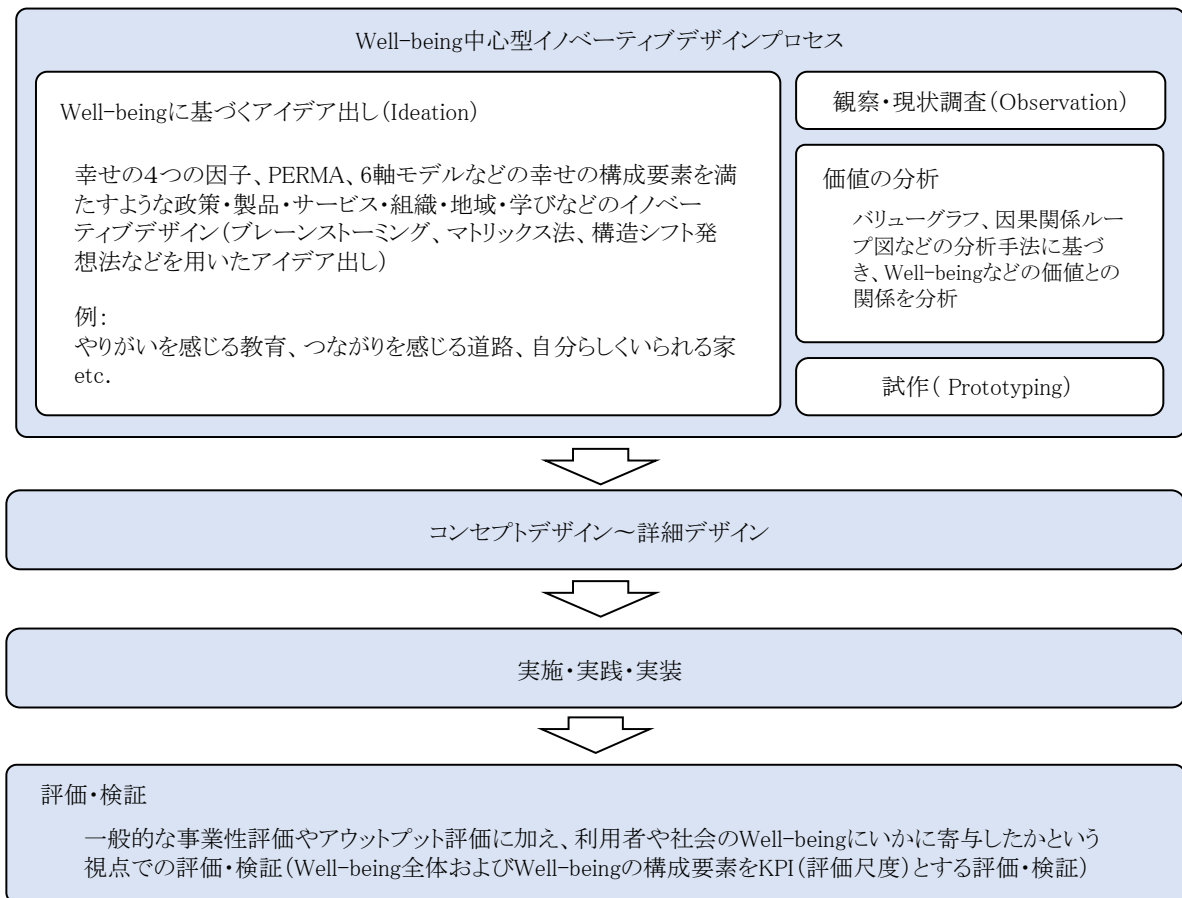 Well-being中心型イノベーティブデザインプロセス
Well-beingに基づくアイデア出し(Ideation)
幸せの4つの因子、PERMA、6軸モデルなどの幸せの構成要素を満
たすような政策・製品・サービス・組織・地域・学びなどのイノベー
ティブデザイン(ブレーンストーミング、マトリックス法、構造シフト発
想法などを用いたアイデア出し)
例:
やりがいを感じる教育、つながりを感じる道路、自分らしくいられる家
etc.
観察・現状調査(Observation)
価値の分析
バリューグラフ、因果関係ルー
プ図などの分析手法に基づ
き、Well-beingなどの価値との
関係を分析
試作( Prototyping)
コンセプトデザイン～詳細デザイン
実施・実践・実装
評価・検証
一般的な事業性評価やアウットプット評価に加え、利用者や社会のWell-beingにいかに寄与したかという
視点での評価・検証(Well-being全体およびWell-beingの構成要素をKPI(評価尺度)とする評価・検証)